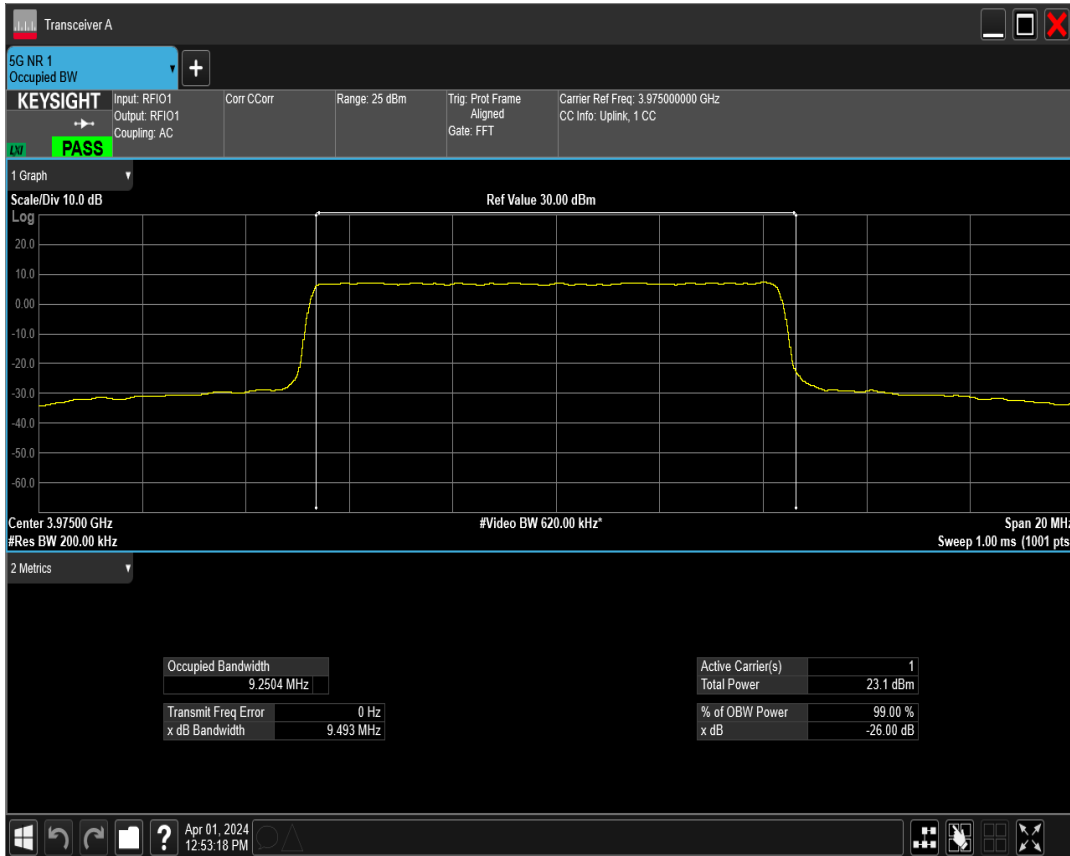 Transceiver A
5G NR 1
Occupied BW
+
KEYSIGHT
LXI
PASS
Input: RFIO1
Output: RFIO1
Coupling: AC
Corr CCorr
Range: 25 dBm
Trig: Prot Frame
Aligned
Gate: FFT
Carrier Ref Freq: 3.975000000 GHz
CC Info: Uplink, 1 CC
1 Graph
Scale/Div 10.0 dB
Ref Value 30.00 dBm
Log
20.0
10.0
0.00
-10.0
-20.0
-30.0
-40.0
-50.0
-60.0
Center 3.97500 GHz
#Video BW 620.00 kHz*
Span 20 MHz
#Res BW 200.00 kHz
Sweep 1.00 ms (1001 pts
2 Metrics
Occupied Bandwidth
9.2504 MHz
Transmit Freq Error 0 Hz
x dB Bandwidth 9.493 MHz
Active Carrier(s) 1
Total Power 23.1 dBm
% of OBW Power 99.00 %
x dB -26.00 dB
?
Apr 01, 2024
12:53:18 PM